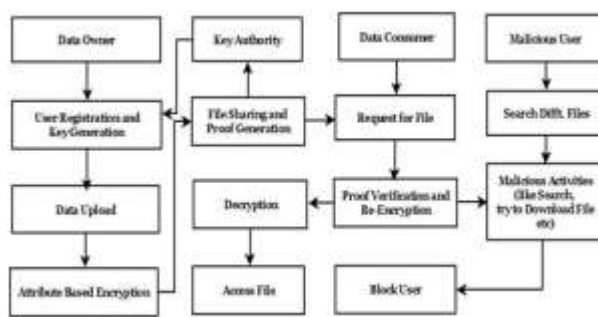 Data Owner
Key Authority
Data Consumer
Malicious User
User Registration and
Key Generation
File Sharing and
Proof Generation
Request for File
Search Difft. Files
Data Upload
Decryption
Proof Verification and
Re-Encryption
Malicious Activities
(like Search,
try to Download File
etc)
Attribute Based Encryption
Access File
Block User